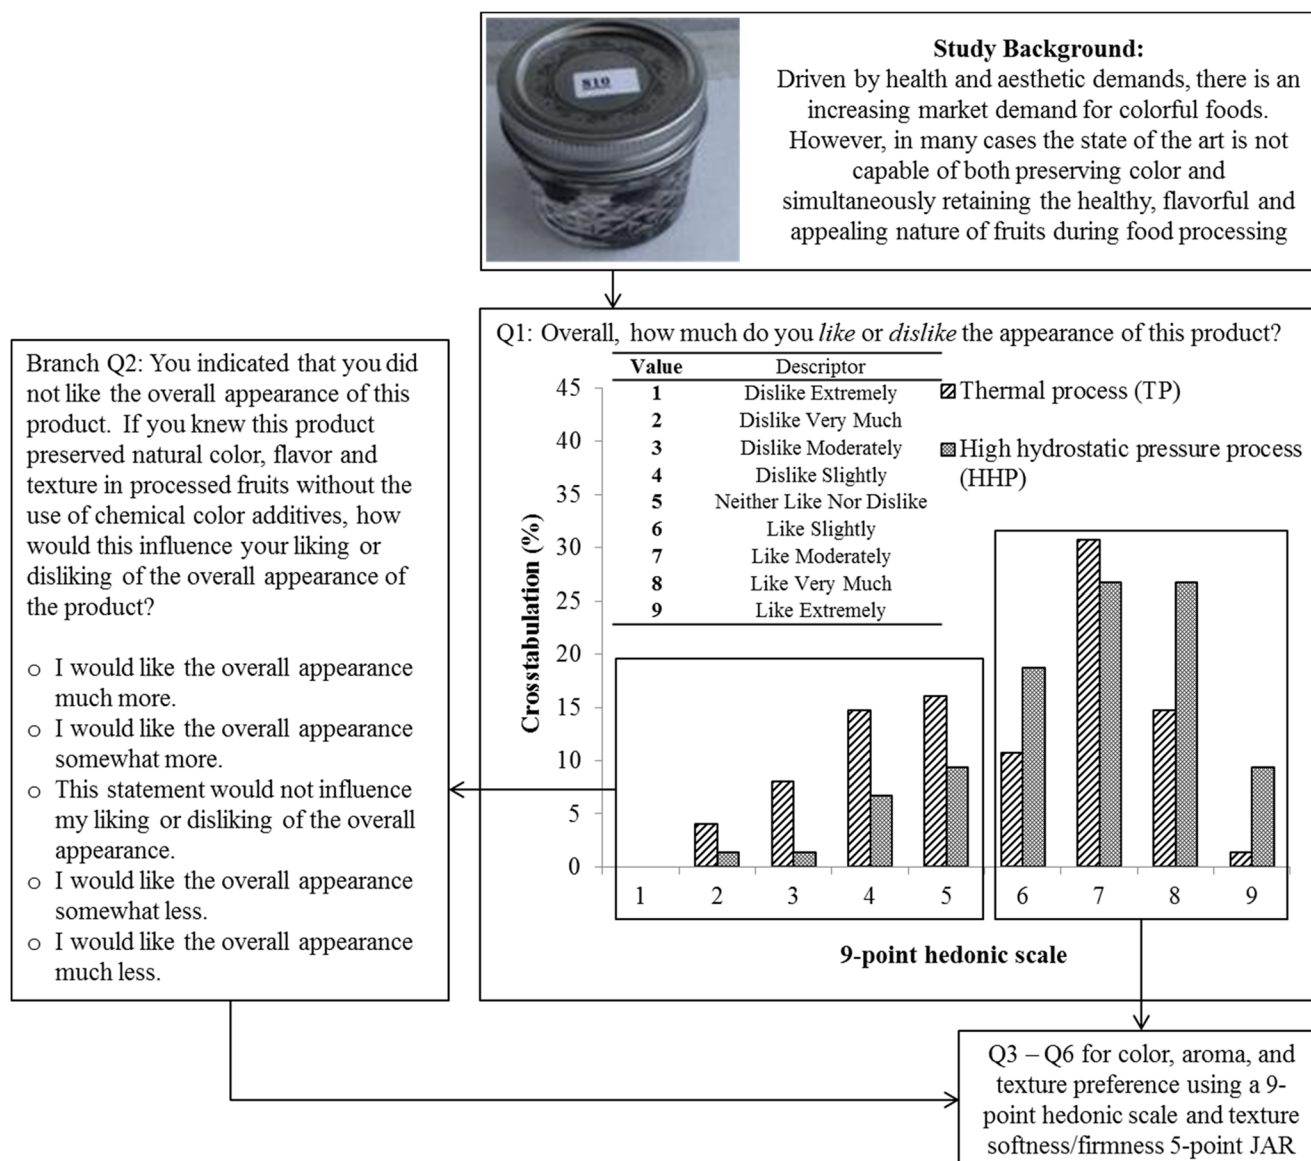 S10
Study Background:
Driven by health and aesthetic demands, there is an
increasing market demand for colorful foods.
However, in many cases the state of the art is not
capable of both preserving color and
simultaneously retaining the healthy, flavorful and
appealing nature of fruits during food processing
Q1: Overall, how much do you like or dislike the appearance of this product?
Value Descriptor
1 Dislike Extremely
2 Dislike Very Much
3 Dislike Moderately
4 Dislike Slightly
5 Neither Like Nor Dislike
6 Like Slightly
7 Like Moderately
8 Like Very Much
9 Like Extremely
Thermal process (TP)
High hydrostatic pressure process
(HHP)
Crosstabulation (%)
45
40
35
30
25
20
15
10
5
0
1 2 3 4 5 6 7 8 9
9-point hedonic scale
Branch Q2: You indicated that you did
not like the overall appearance of this
product. If you knew this product
preserved natural color, flavor and
texture in processed fruits without the
use of chemical color additives, how
would this influence your liking or
disliking of the overall appearance of
the product?
o I would like the overall appearance
much more.
o I would like the overall appearance
somewhat more.
o This statement would not influence
my liking or disliking of the overall
appearance.
o I would like the overall appearance
somewhat less.
o I would like the overall appearance
much less.
Q3 – Q6 for color, aroma, and
texture preference using a 9-
point hedonic scale and texture
softness/firmness 5-point JAR